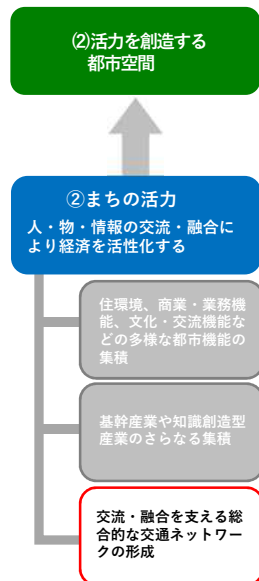 ⑵活力を創造する
都市空間
②まちの活力
人・物・情報の交流・融合に
より経済を活性化する
住環境、商業・業務機
能、文化・交流機能な
どの多様な都市機能の
集積
基幹産業や知識創造型
産業のさらなる集積
交流・融合を支える総
合的な交通ネットワー
クの形成